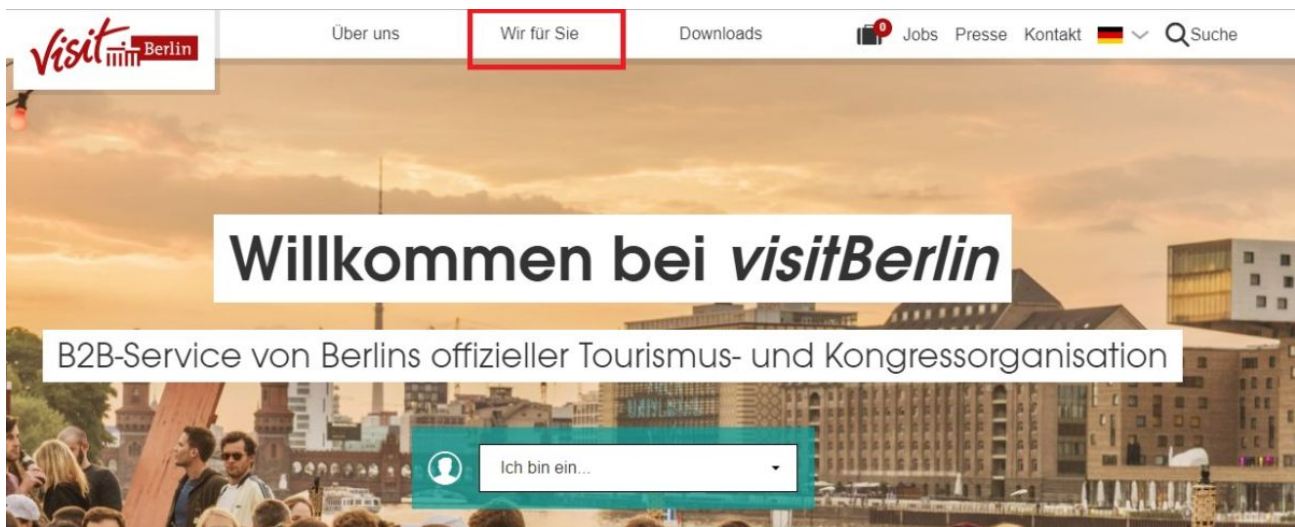 visit Berlin
Über uns Wir für Sie Downloads 0 Jobs Presse Kontakt Suche
Willkommen bei visitBerlin
B2B-Service von Berlins offizieller Tourismus- und Kongressorganisation
Ich bin ein...